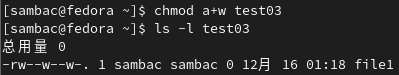 [sambac@fedora ~]$ chmod a+w test03
[sambac@fedora ~]$ ls -l test03
总用量 0
-rw--w--w-. 1 sambac sambac 0 12月 16 01:18 file1